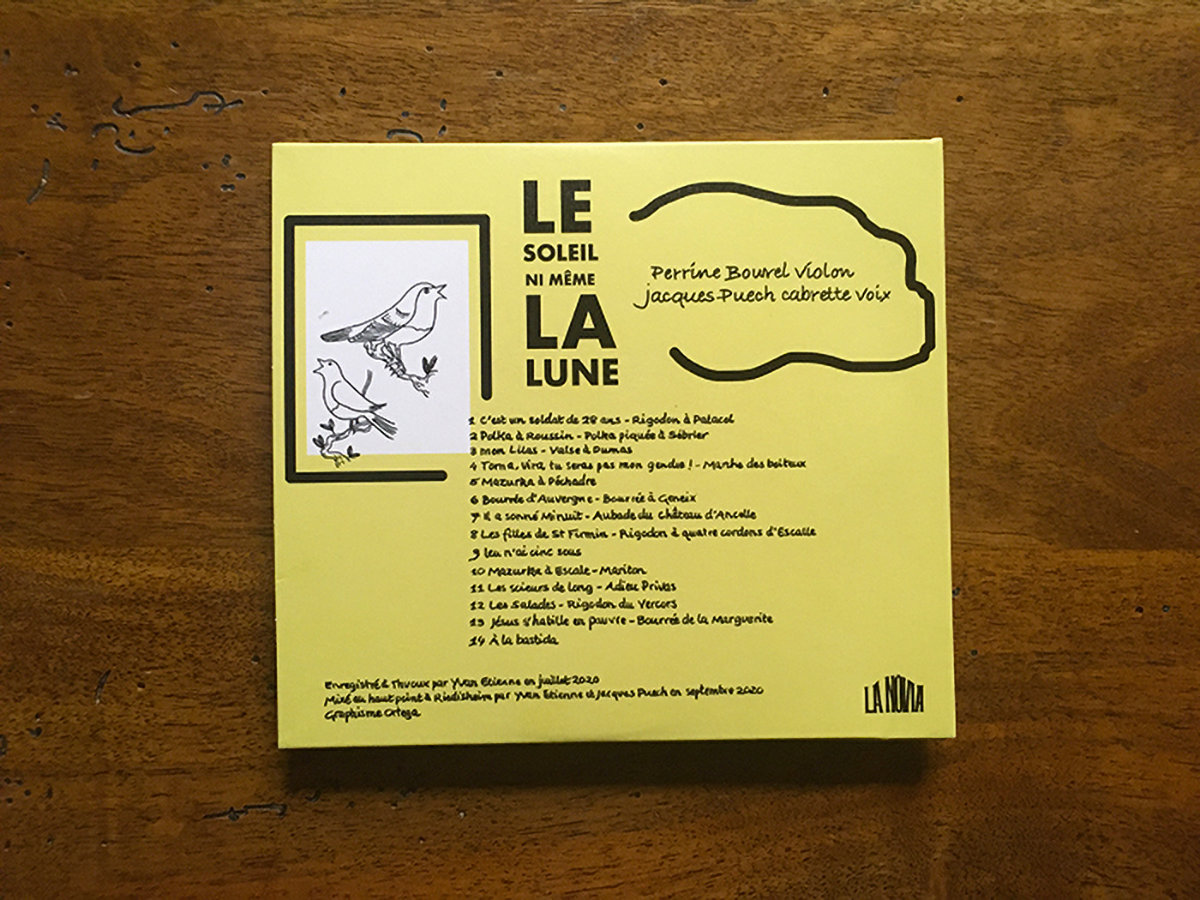 LE
SOLEIL
NI MÊME
LA
LUNE
Perrine Bourel violon
jacques Puech cabrette voix
1 C'est un soldat de 28 ans - Rigodon à Patacol
2 Polka à Roussin - Polka piquée à Sébrier
3 mon Lilas - Valse à Dumas
4 Torna, Vira, tu seras pas mon gendre ! - Marche des boiteux
5 Mazurka à Péchadre
6 Bourrée d'Auvergne - Bourrée à Geneix
7 Il a sonné Minuit - Aubade du Château d'Ancelle
8 Les filles de St Firmin - Rigodon à quatre cordons d'Escalle
9 Ieu n'ai cinc sous
10 Mazurka à Escale - Mariton
11 Les scieurs de long - Adieu Privas
12 Les Salades - Rigodon du Vercors
13 Jésus s'habille en pauvre - Bourrée de la Marguerite
14 À la bastida
Enregistré à Thuoux par Yvan Etienne en juillet 2020
Mixé au haut point à Riedisheim par Yvan Etienne et Jacques Puech en septembre 2020
Graphisme Ortega
LA NOVIA